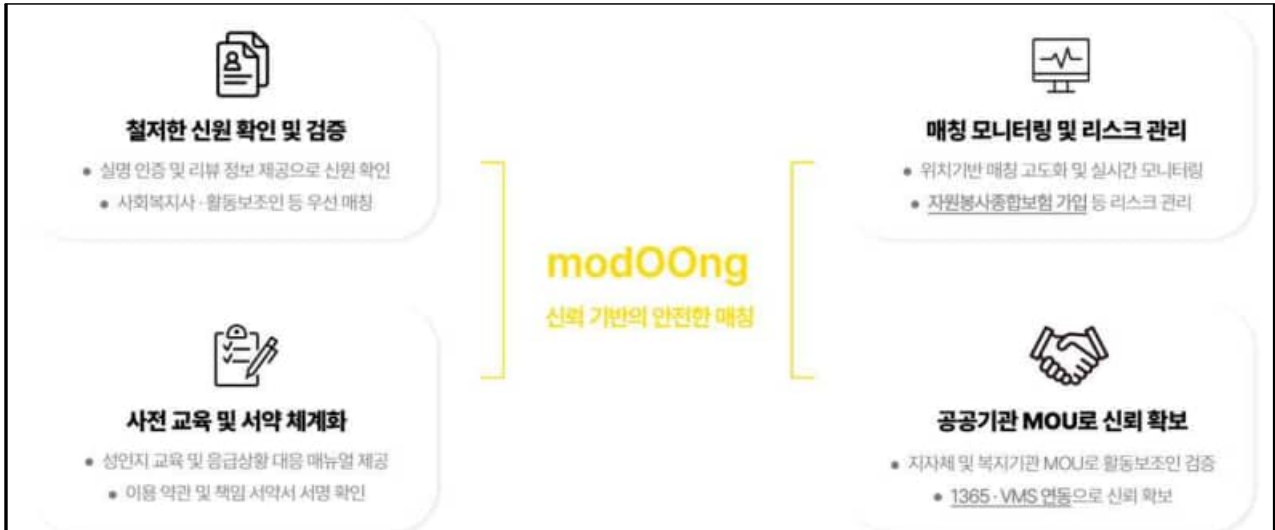 철저한 신원 확인 및 검증
• 실명 인증 및 리뷰 정보 제공으로 신원 확인
• 사회복지사 · 활동보조인 등 우선 매칭
사전 교육 및 서약 체계화
• 성인지 교육 및 응급상황 대응 매뉴얼 제공
• 이용 약관 및 책임 서약서 서명 확인
modOOng
신뢰 기반의 안전한 매칭
매칭 모니터링 및 리스크 관리
• 위치기반 매칭 고도화 및 실시간 모니터링
• 자원봉사종합보험 가입 등 리스크 관리
공공기관 MOU로 신뢰 확보
• 지자체 및 복지기관 MOU로 활동보조인 검증
• 1365 · VMS 연동으로 신뢰 확보